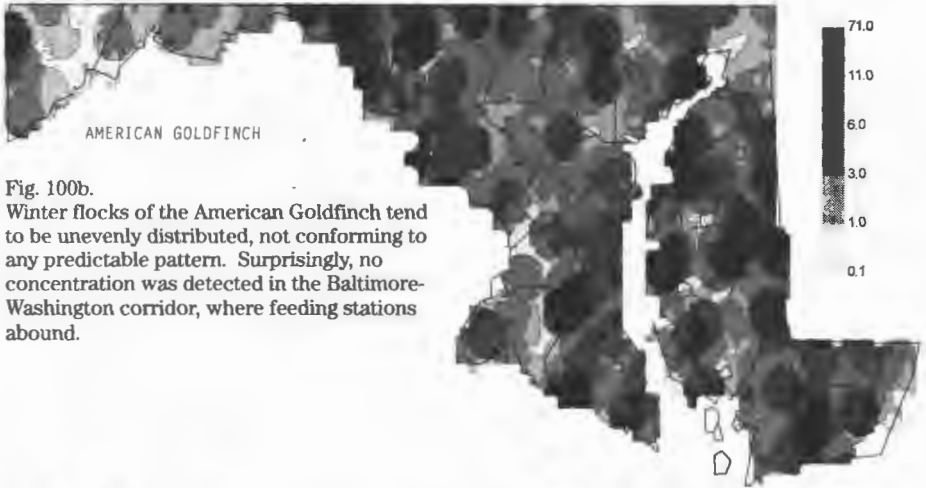 AMERICAN GOLDFINCH
Fig. 100b.
Winter flocks of the American Goldfinch tend
to be unevenly distributed, not conforming to
any predictable pattern. Surprisingly, no
concentration was detected in the Baltimore-
Washington corridor, where feeding stations
abound.
71.0
11.0
6.0
3.0
1.0
0.1